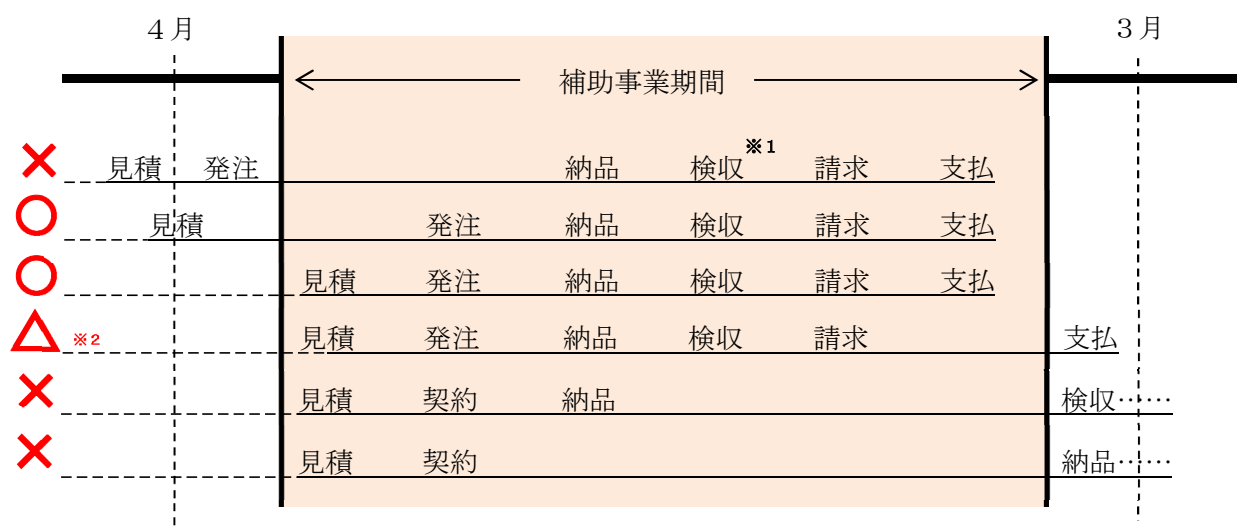 4月 3月
補助事業期間
× 見積 発注 納品 検収※1 請求 支払
○ 見積 発注 納品 検収 請求 支払
○ 見積 発注 納品 検収 請求 支払
△ ※2 見積 発注 納品 検収 請求 支払
× 見積 契約 納品 検収……
× 見積 契約 納品……